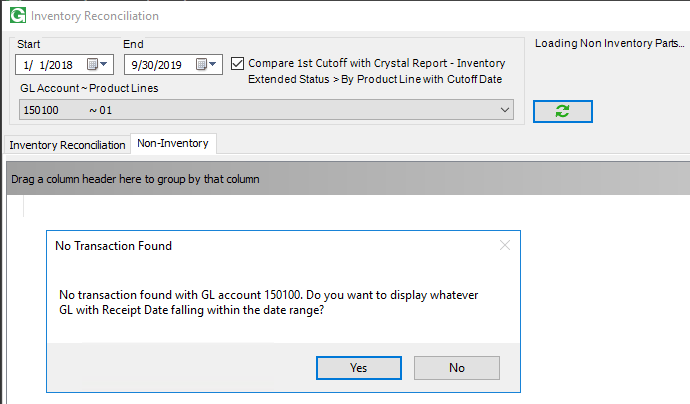 Inventory Reconciliation
Start
End
Loading Non Inventory Parts...
1/ 1/2018
9/30/2019
Compare 1st Cutoff with Crystal Report - Inventory
Extended Status > By Product Line with Cutoff Date
GL Account ~ Product Lines
150100 ~ 01
Inventory Reconciliation
Non-Inventory
Drag a column header here to group by that column
No Transaction Found
No transaction found with GL account 150100. Do you want to display whatever
GL with Receipt Date falling within the date range?
Yes
No